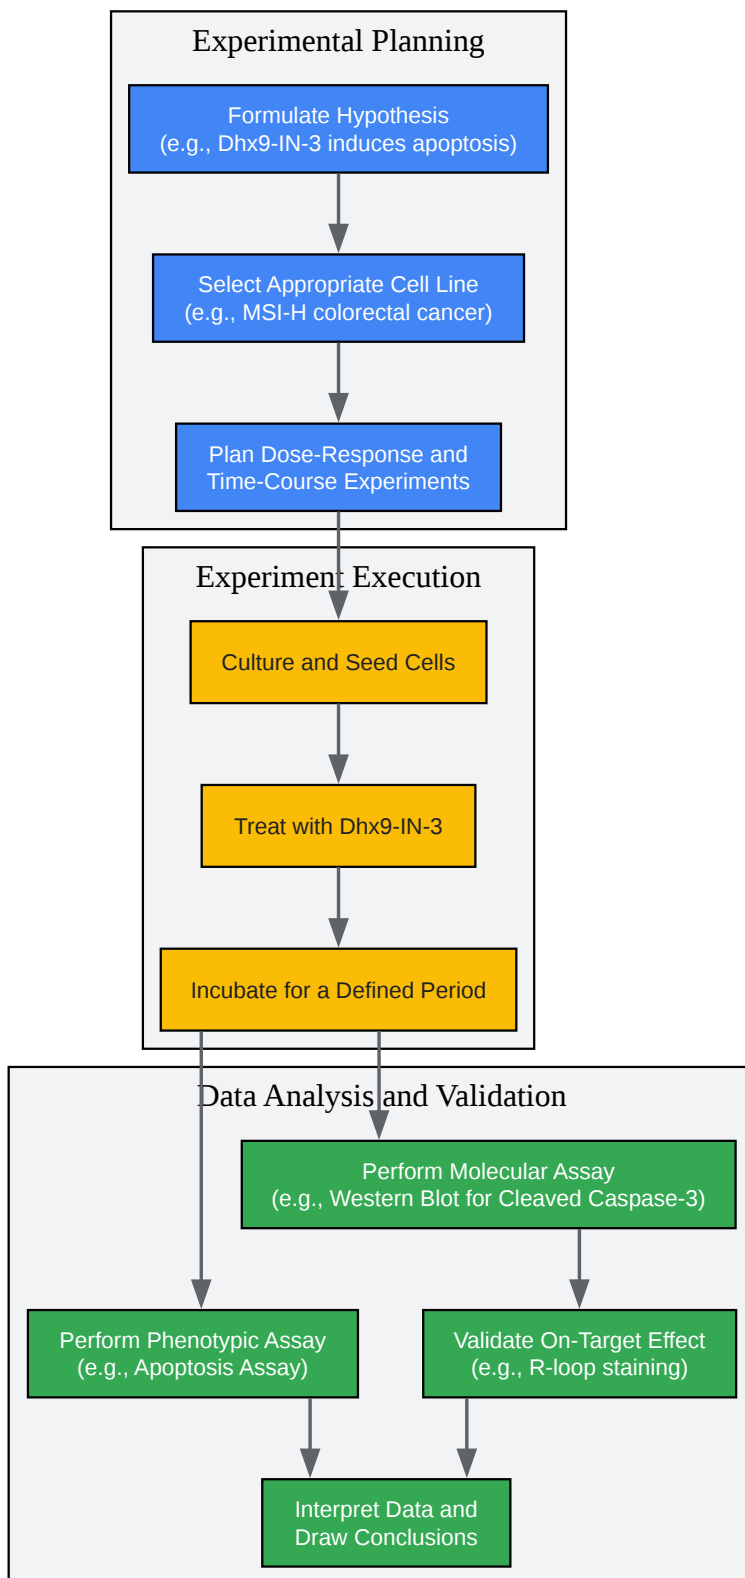 Experimental Planning
Formulate Hypothesis
(e.g., Dhx9-IN-3 induces apoptosis)
Select Appropriate Cell Line
(e.g., MSI-H colorectal cancer)
Plan Dose-Response and
Time-Course Experiments
Experiment Execution
Culture and Seed Cells
Treat with Dhx9-IN-3
Incubate for a Defined Period
Data Analysis and Validation
Perform Molecular Assay
(e.g., Western Blot for Cleaved Caspase-3)
Perform Phenotypic Assay
(e.g., Apoptosis Assay)
Validate On-Target Effect
(e.g., R-loop staining)
Interpret Data and
Draw Conclusions